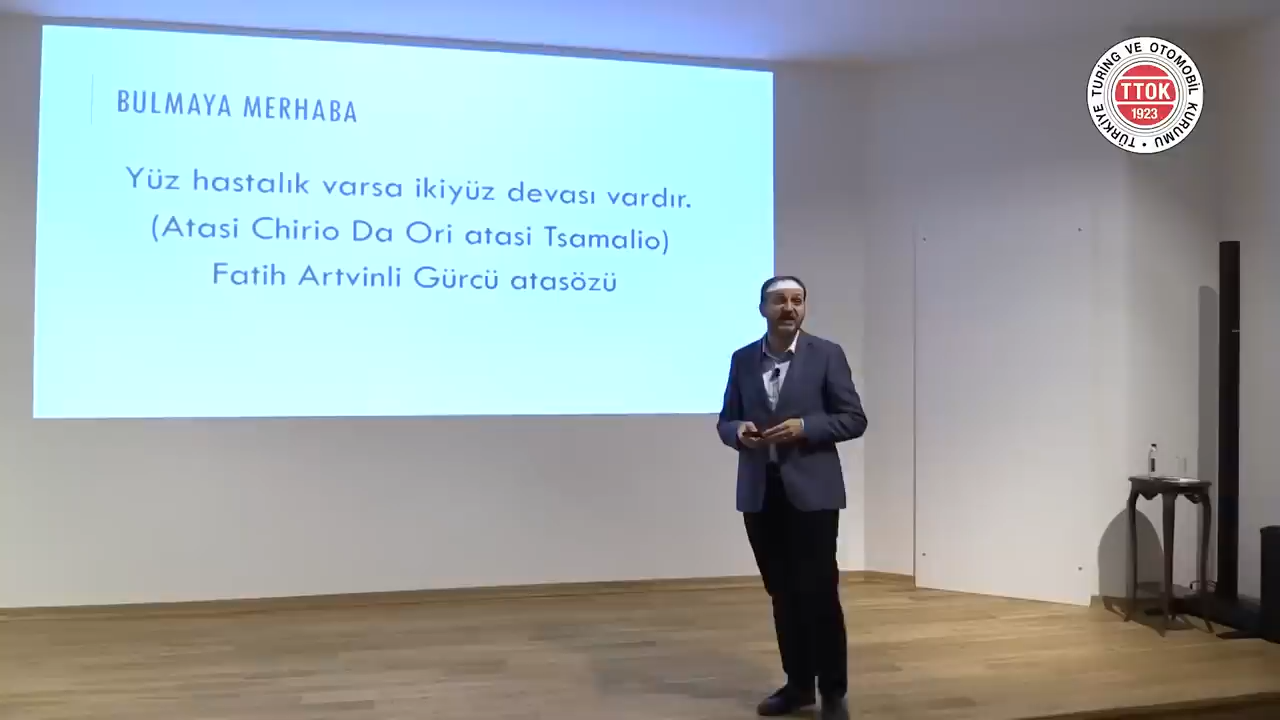 BULMAYA MERHABA
Yüz hastalık varsa ikiyüz devası vardır.
(Atasi Chirio Da Ori atasi Tsamalio)
Fatih Artvinli Gürcü atasözü
TÜRKİYE TURİNG VE OTOMOBİL KURUMU
TTOK
1923